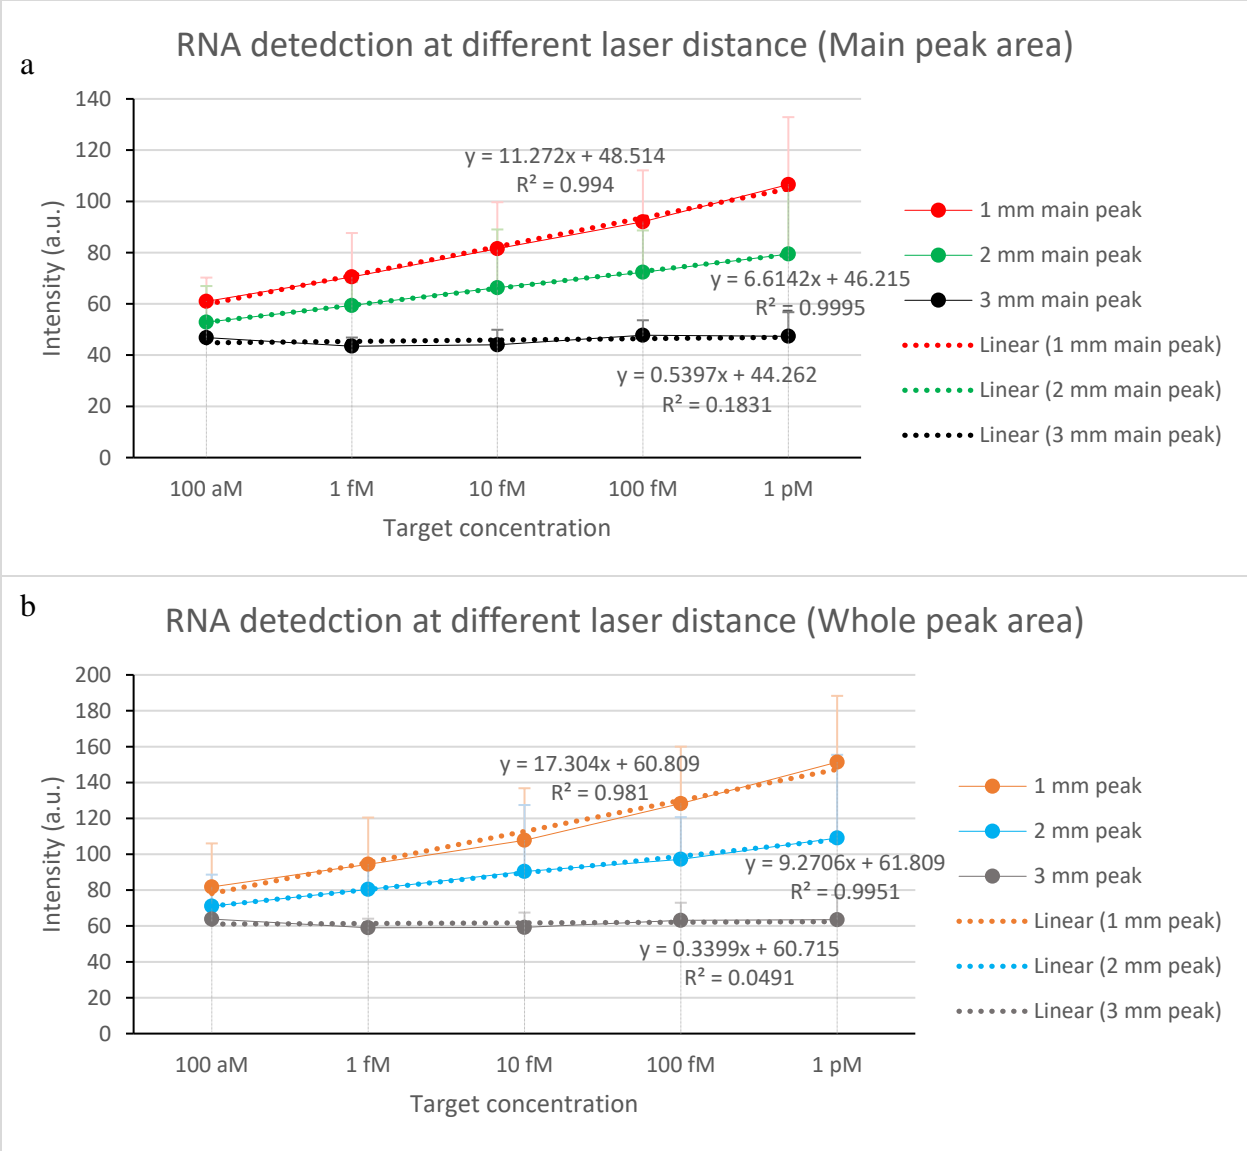 a
RNA detedction at different laser distance (Main peak area)
140
120
100
80
60
40
20
0
Intensity (a.u.)
y = 11.272x + 48.514
R² = 0.994
y = 6.6142x + 46.215
R² = 0.9995
y = 0.5397x + 44.262
R² = 0.1831
100 aM
1 fM
10 fM
100 fM
1 pM
Target concentration
1 mm main peak
2 mm main peak
3 mm main peak
Linear (1 mm main peak)
Linear (2 mm main peak)
Linear (3 mm main peak)
b
RNA detedction at different laser distance (Whole peak area)
200
180
160
140
120
100
80
60
40
20
0
Intensity (a.u.)
y = 17.304x + 60.809
R² = 0.981
y = 9.2706x + 61.809
R² = 0.9951
y = 0.3399x + 60.715
R² = 0.0491
100 aM
1 fM
10 fM
100 fM
1 pM
Target concentration
1 mm peak
2 mm peak
3 mm peak
Linear (1 mm peak)
Linear (2 mm peak)
Linear (3 mm peak)